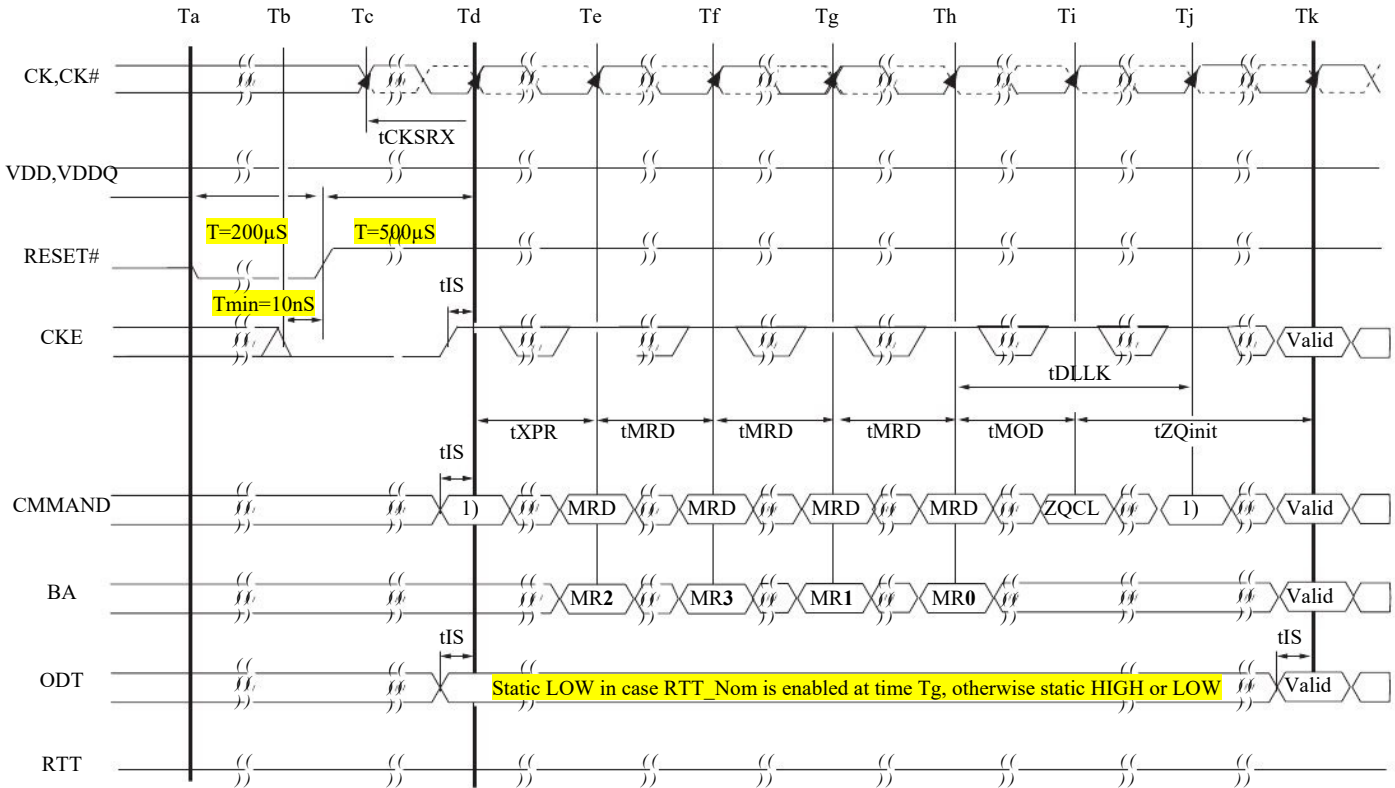 Ta Tb Tc Td Te Tf Tg Th Ti Tj Tk
CK,CK#
tCKSRX
VDD,VDDQ
T=200µS T=500µS
RESET#
Tmin=10nS tIS
CKE Valid
tDLLK
tXPR tMRD tMRD tMRD tMOD tZQinit
tIS
CMMAND 1) MRD MRD MRD MRD ZQCL 1) Valid
BA MR2 MR3 MR1 MR0 Valid
tIS tIS
ODT Static LOW in case RTT_Nom is enabled at time Tg, otherwise static HIGH or LOW Valid
RTT